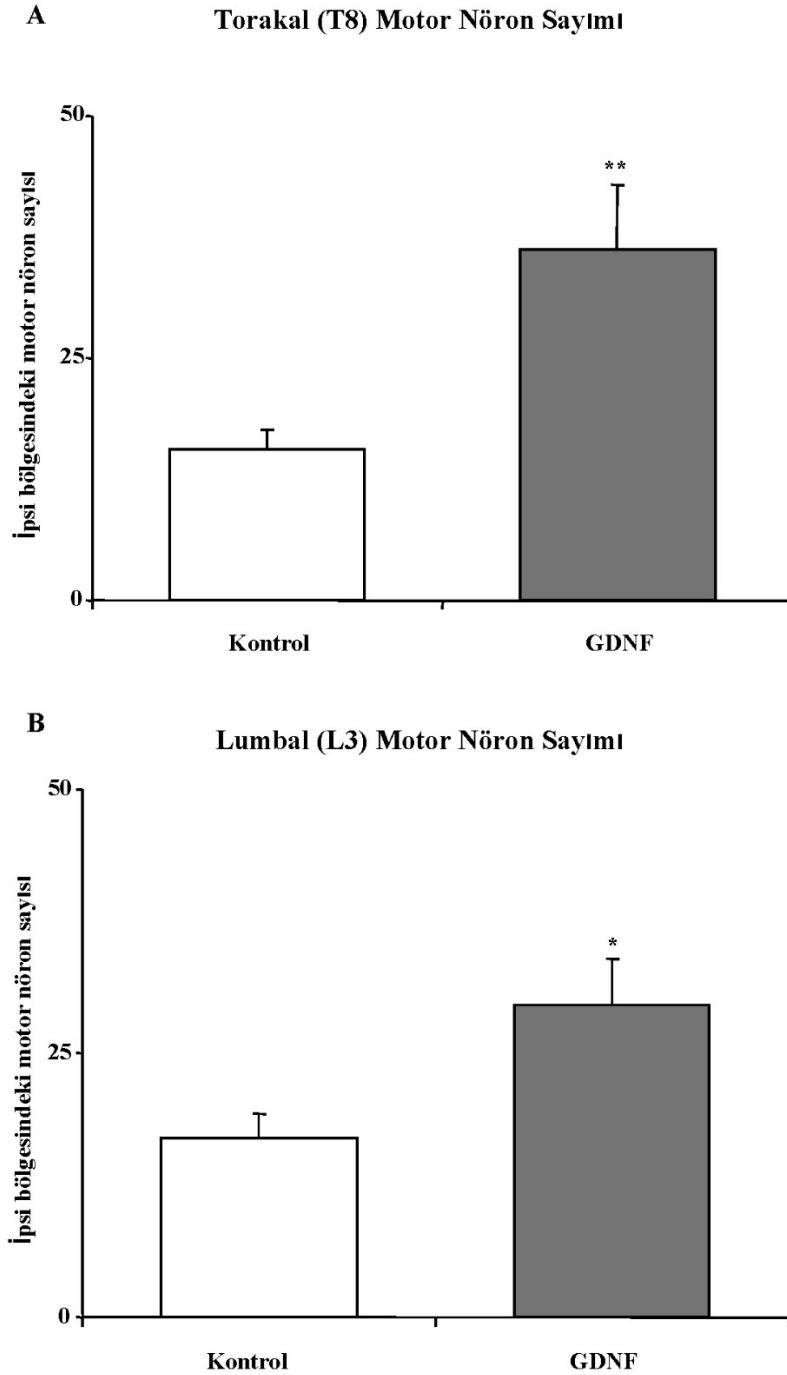 A
Torakal (T8) Motor Nöron Sayımı
İpsi bölgesindeki motor nöron sayısı
50
25
0
**
Kontrol
GDNF
B
Lumbal (L3) Motor Nöron Sayımı
İpsi bölgesindeki motor nöron sayısı
50
25
0
*
Kontrol
GDNF